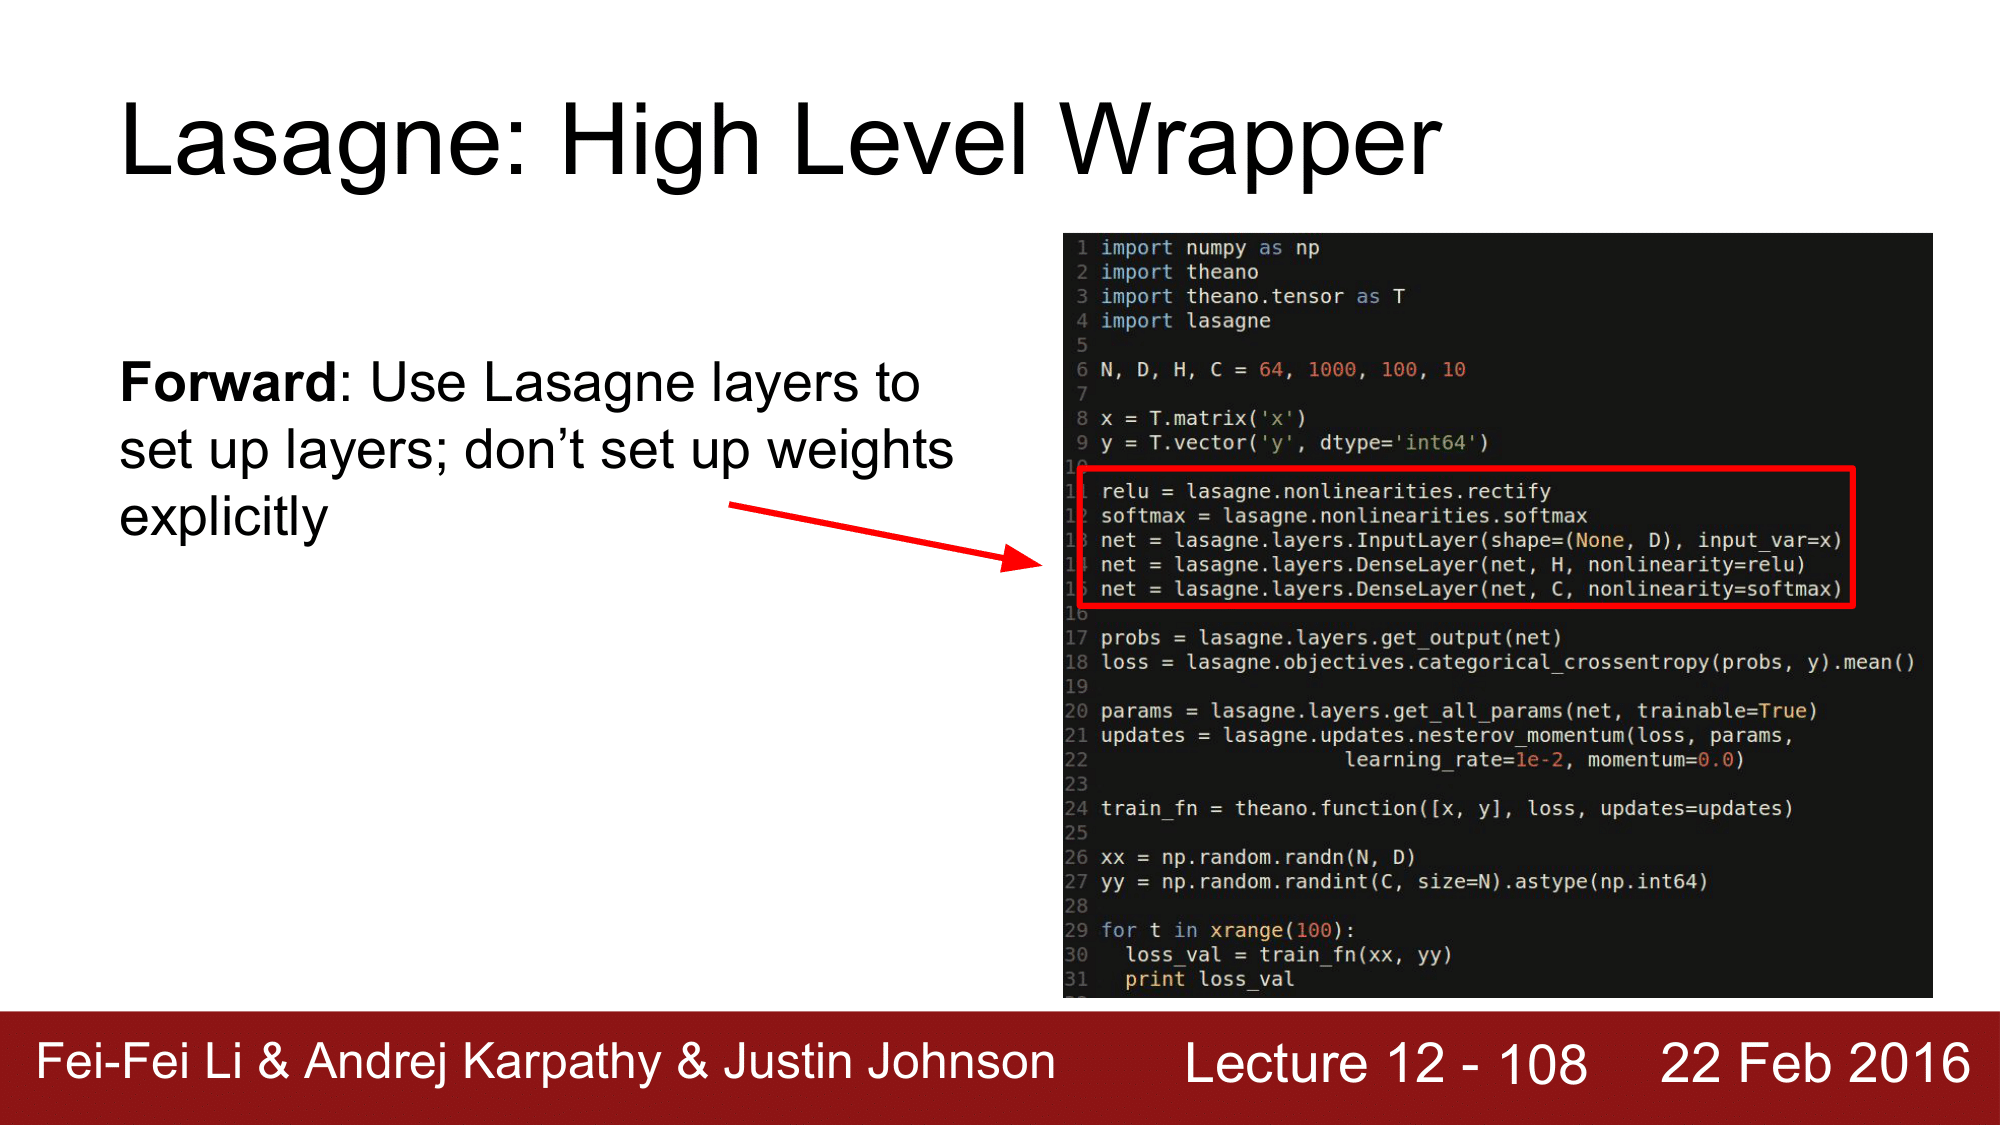 Lasagne: High Level Wrapper
Forward: Use Lasagne layers to
set up layers; don’t set up weights
explicitly
1 import numpy as np
2 import theano
3 import theano.tensor as T
4 import lasagne
5
6 N, D, H, C = 64, 1000, 100, 10
7
8 x = T.matrix('x')
9 y = T.vector('y', dtype='int64')
10
11 relu = lasagne.nonlinearities.rectify
12 softmax = lasagne.nonlinearities.softmax
13 net = lasagne.layers.InputLayer(shape=(None, D), input_var=x)
14 net = lasagne.layers.DenseLayer(net, H, nonlinearity=relu)
15 net = lasagne.layers.DenseLayer(net, C, nonlinearity=softmax)
16
17 probs = lasagne.layers.get_output(net)
18 loss = lasagne.objectives.categorical_crossentropy(probs, y).mean()
19
20 params = lasagne.layers.get_all_params(net, trainable=True)
21 updates = lasagne.updates.nesterov_momentum(loss, params,
22                     learning_rate=1e-2, momentum=0.0)
23
24 train_fn = theano.function([x, y], loss, updates=updates)
25
26 xx = np.random.randn(N, D)
27 yy = np.random.randint(C, size=N).astype(np.int64)
28
29 for t in xrange(100):
30   loss_val = train_fn(xx, yy)
31   print loss_val
Fei-Fei Li & Andrej Karpathy & Justin Johnson
Lecture 12 - 108
22 Feb 2016